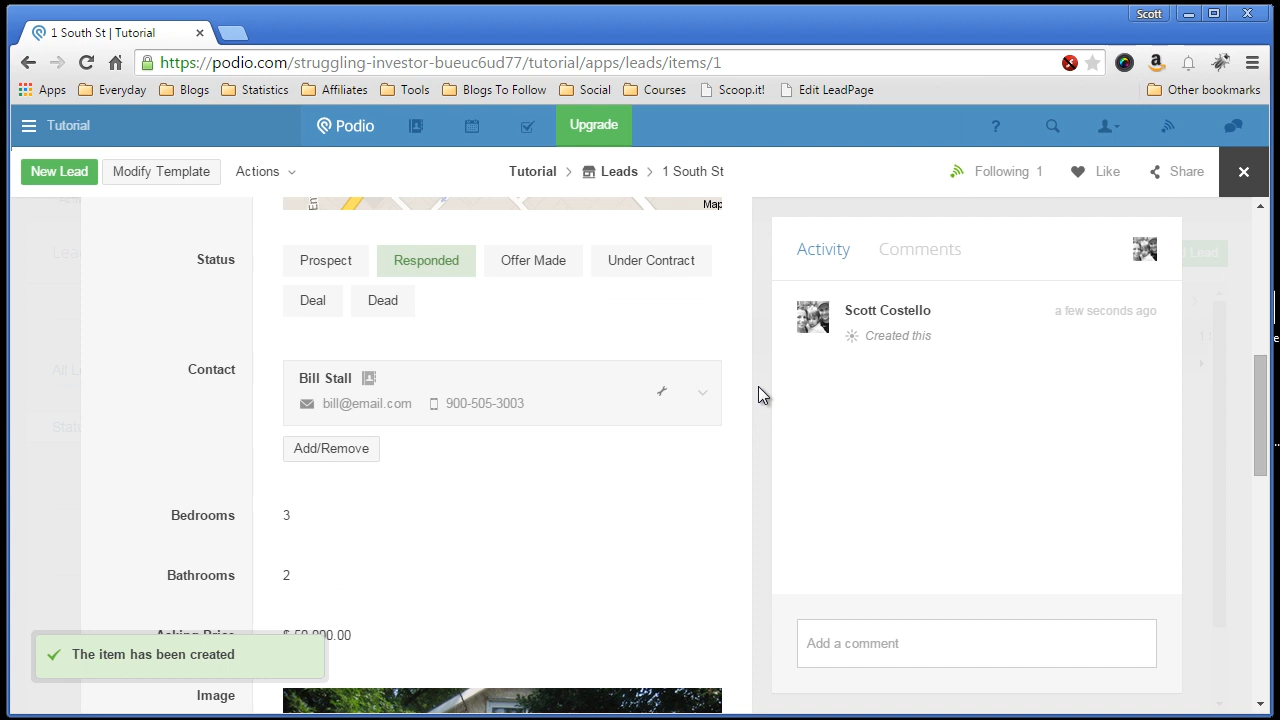 Scott
1 South St | Tutorial
https://podio.com/struggling-investor-bueuc6ud77/tutorial/apps/leads/items/1
Apps Everyday Blogs Statistics Affiliates Tools Blogs To Follow Social Courses Scoop.it! Edit LeadPage Other bookmarks
Tutorial Podio Upgrade ?
New Lead Modify Template Actions Tutorial > Leads > 1 South St Following 1 Like Share
Map
Status Prospect Responded Offer Made Under Contract
Deal Dead
Activity Comments Lead
Scott Costello a few seconds ago
Created this
Contact Bill Stall
bill@email.com 900-505-3003
Add/Remove
Bedrooms 3
Bathrooms 2
Asking Price
The item has been created
Image
Add a comment